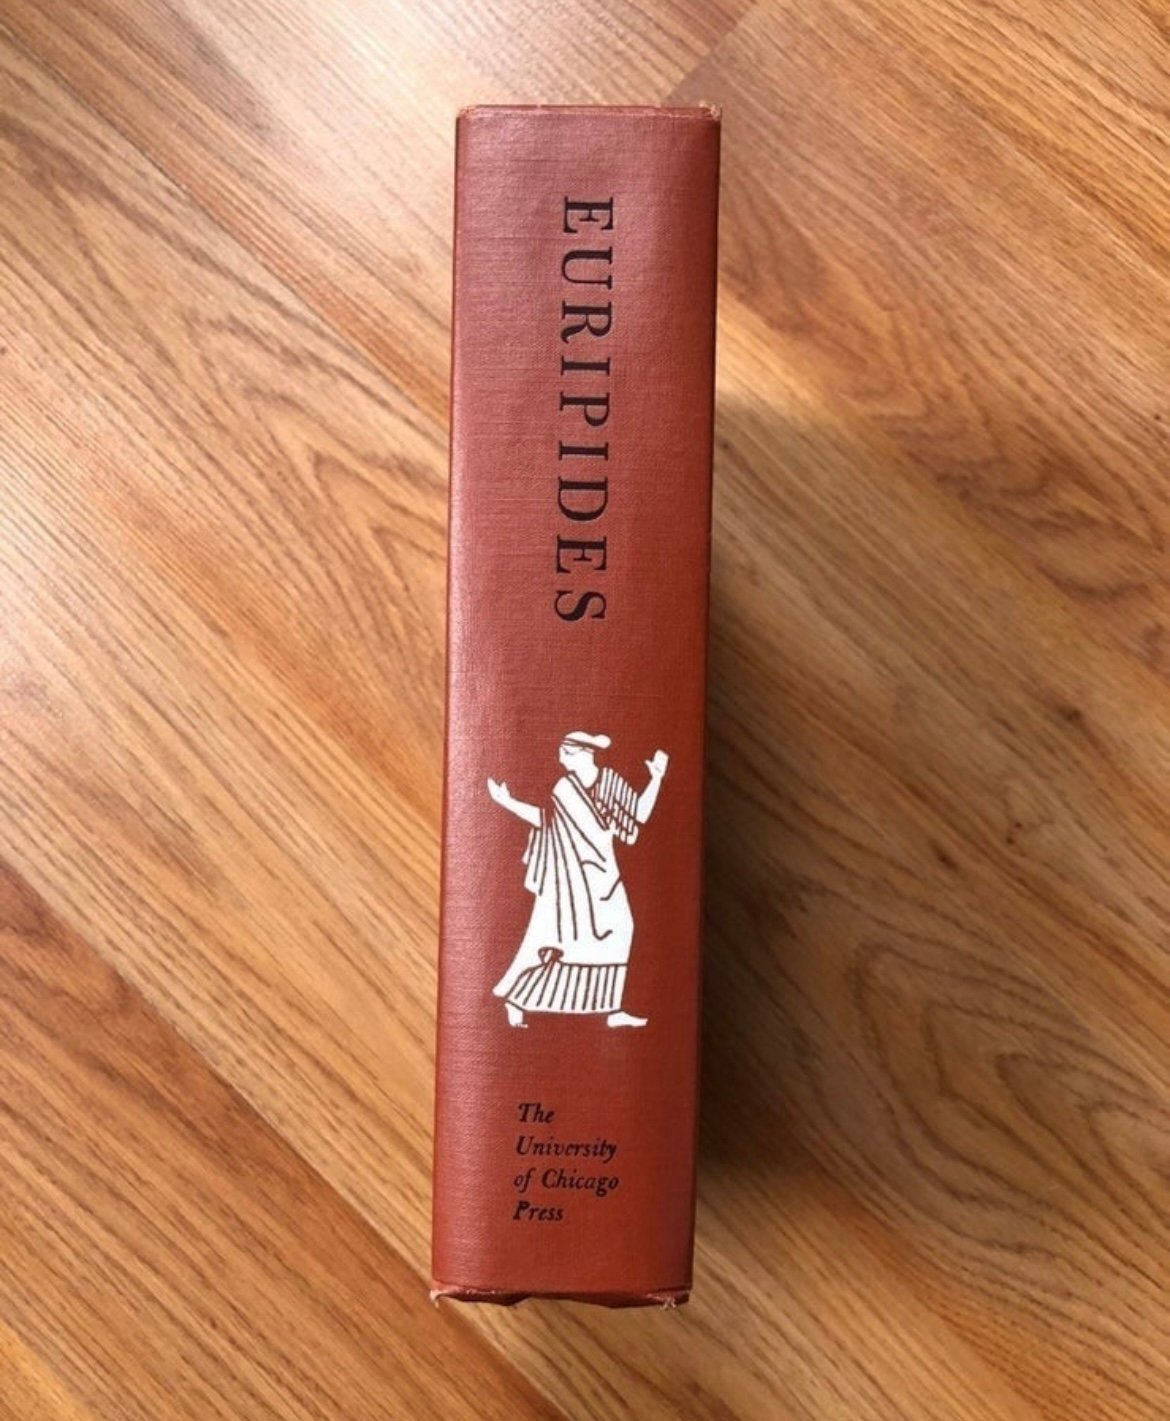 EURIPIDES
The
University
of Chicago
Press